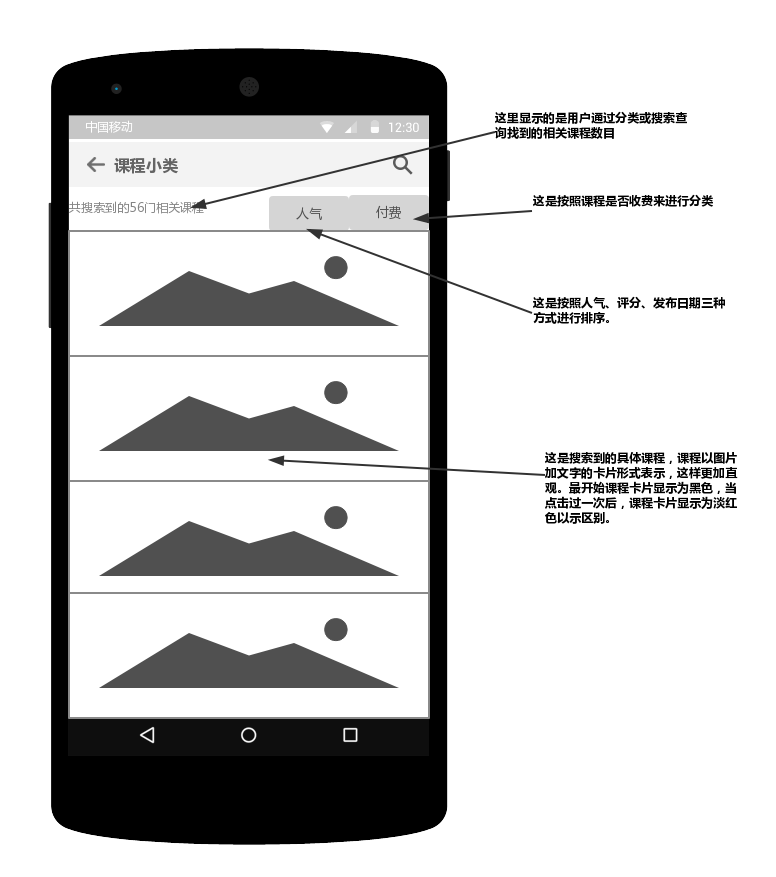 中国移动 12:30
课程小类
共搜索到的56门相关课程
人气
付费
这里显示的是用户通过分类或搜索查
询找到的相关课程数目
这是按照课程是否收费来进行分类
这是按照人气、评分、发布日期三种
方式进行排序。
这是搜索到的具体课程，课程以图片
加文字的卡片形式表示，这样更加直
观。最开始课程卡片显示为黑色，当
点击过一次后，课程卡片显示为淡红
色以示区别。